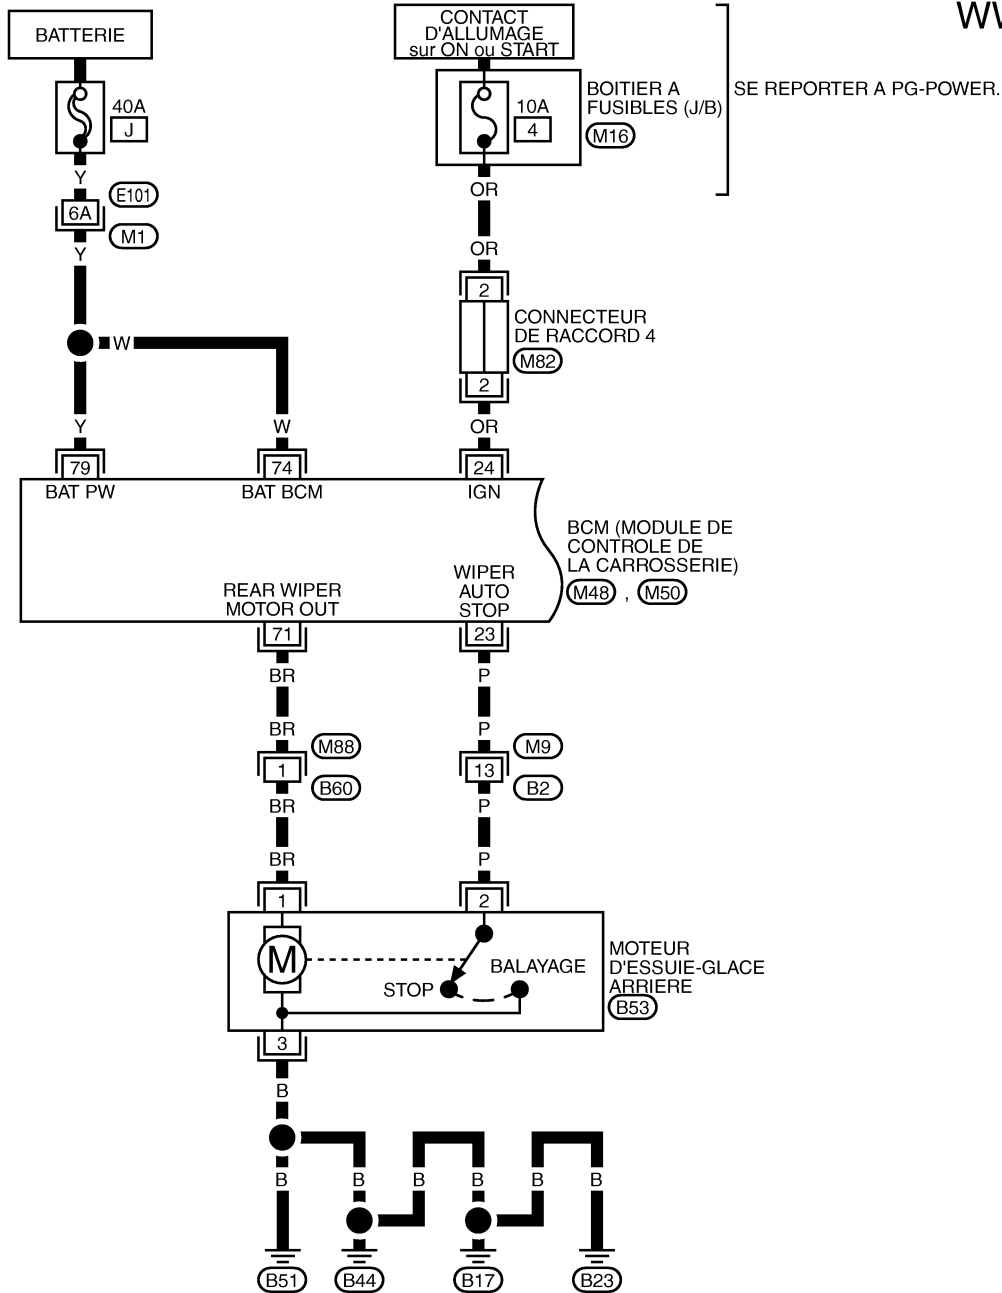 WW
BATTERIE
CONTACT
D'ALLUMAGE
sur ON ou START
40A
J
10A
4
BOITIER A
FUSIBLES (J/B)
M16
SE REPORTER A PG-POWER.
Y
6A
E101
M1
Y
OR
OR
2
CONNECTEUR
DE RACCORD 4
M82
2
W
Y
W
OR
79
74
24
BAT PW
BAT BCM
IGN
BCM (MODULE DE
CONTROLE DE
LA CARROSSERIE)
M48 , M50
REAR WIPER
MOTOR OUT
WIPER
AUTO
STOP
71
23
BR
P
BR
P
M88
M9
1
13
B60
B2
BR
P
BR
P
1
2
M
BALAYAGE
STOP
MOTEUR
D'ESSUIE-GLACE
ARRIERE
B53
3
B
B
B
B
B
B
B
B51
B44
B17
B23